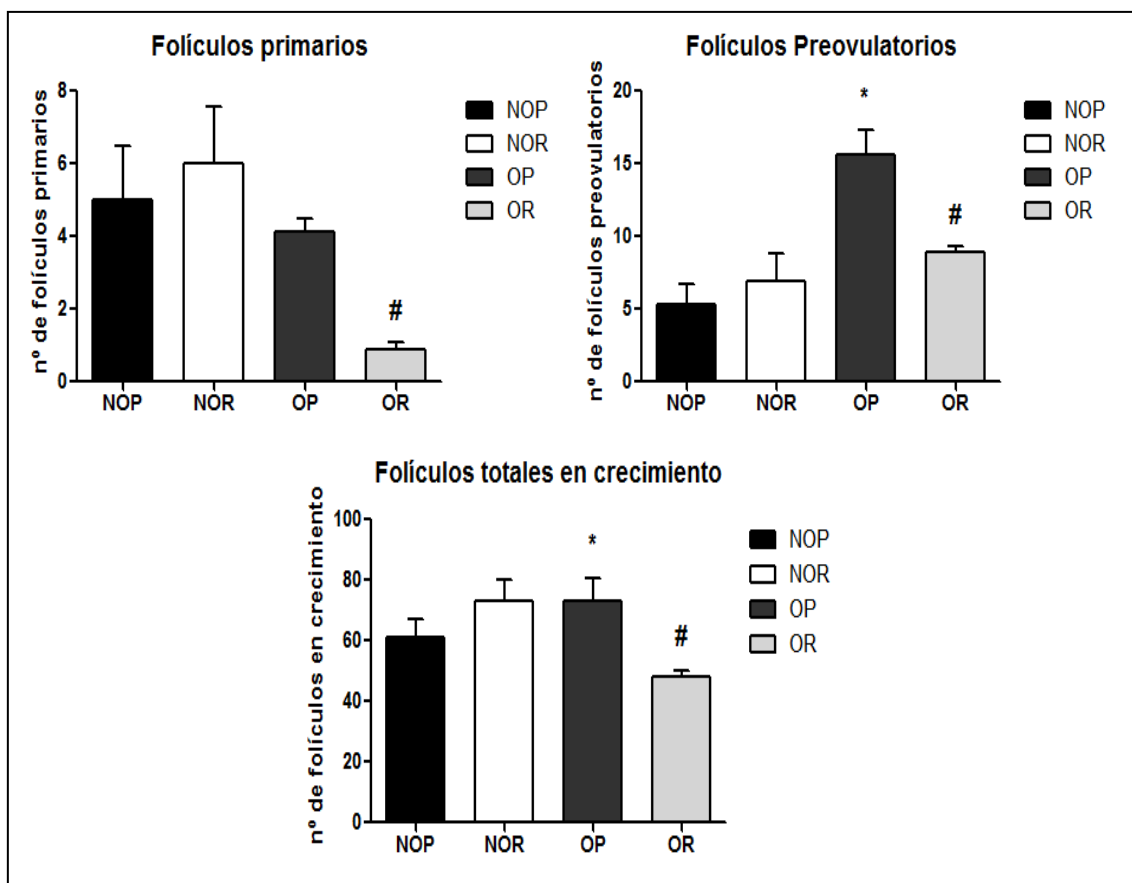 Folículos primarios
nº de folículos primarios
8
6
4
2
0
#
NOP NOR OP OR
NOP
NOR
OP
OR
Folículos Preovulatorios
nº de folículos preovulatorios
20
15
10
5
0
*
#
NOP NOR OP OR
NOP
NOR
OP
OR
Folículos totales en crecimiento
nº de folículos en crecimiento
100
80
60
40
20
0
*
#
NOP NOR OP OR
NOP
NOR
OP
OR